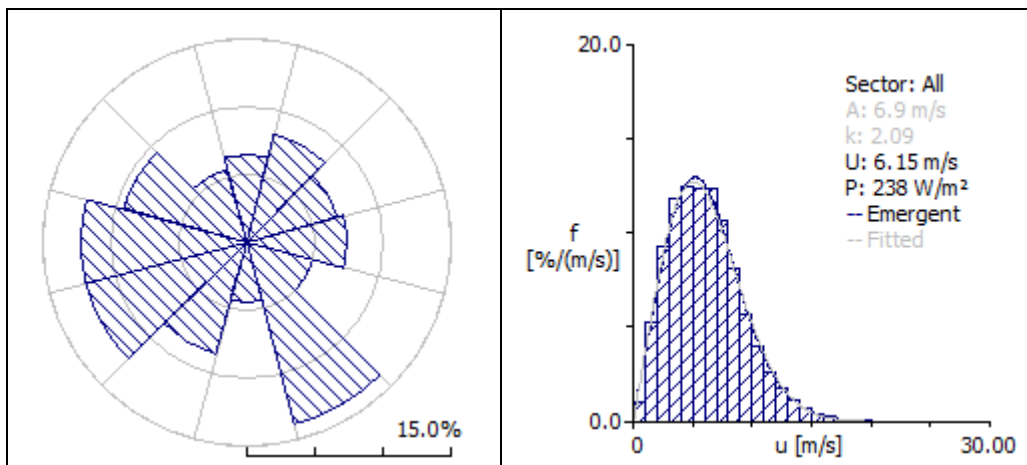 15.0%
20.0
f
[%/(m/s)]
0.0
0
u [m/s]
30.00
Sector: All
A: 6.9 m/s
k: 2.09
U: 6.15 m/s
P: 238 W/m²
-- Emergent
-- Fitted